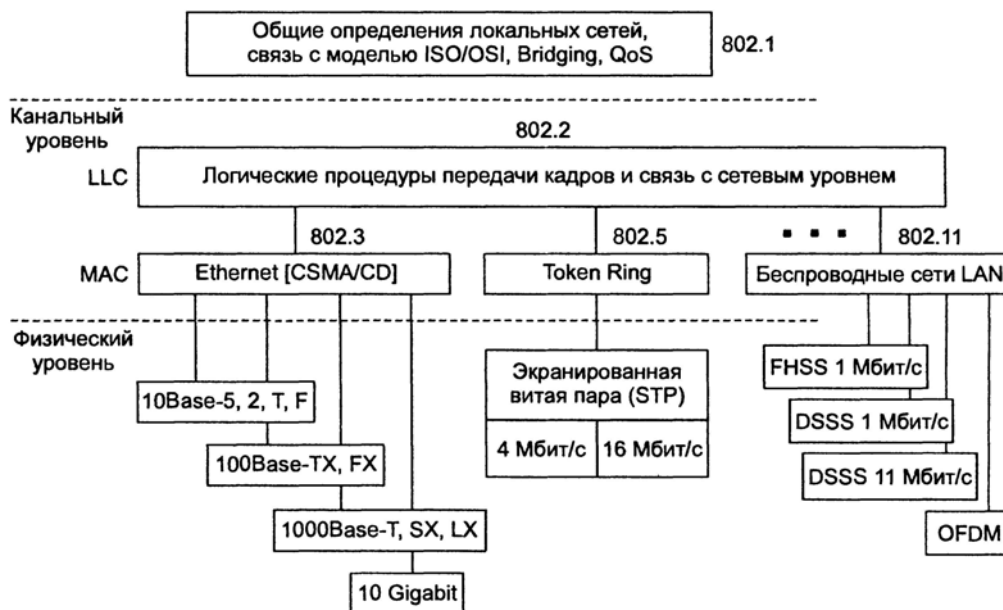 Общие определения локальных сетей,
связь с моделью ISO/OSI, Bridging, QoS
802.1
Канальный
уровень
802.2
LLC
Логические процедуры передачи кадров и связь с сетевым уровнем
802.3
802.5
802.11
MAC
Ethernet [CSMA/CD]
Token Ring
Беспроводные сети LAN
Физический
уровень
10Base-5, 2, T, F
100Base-TX, FX
1000Base-T, SX, LX
10 Gigabit
Экранированная
витая пара (STP)
4 Мбит/с
16 Мбит/с
FHSS 1 Мбит/с
DSSS 1 Мбит/с
DSSS 11 Мбит/с
OFDM